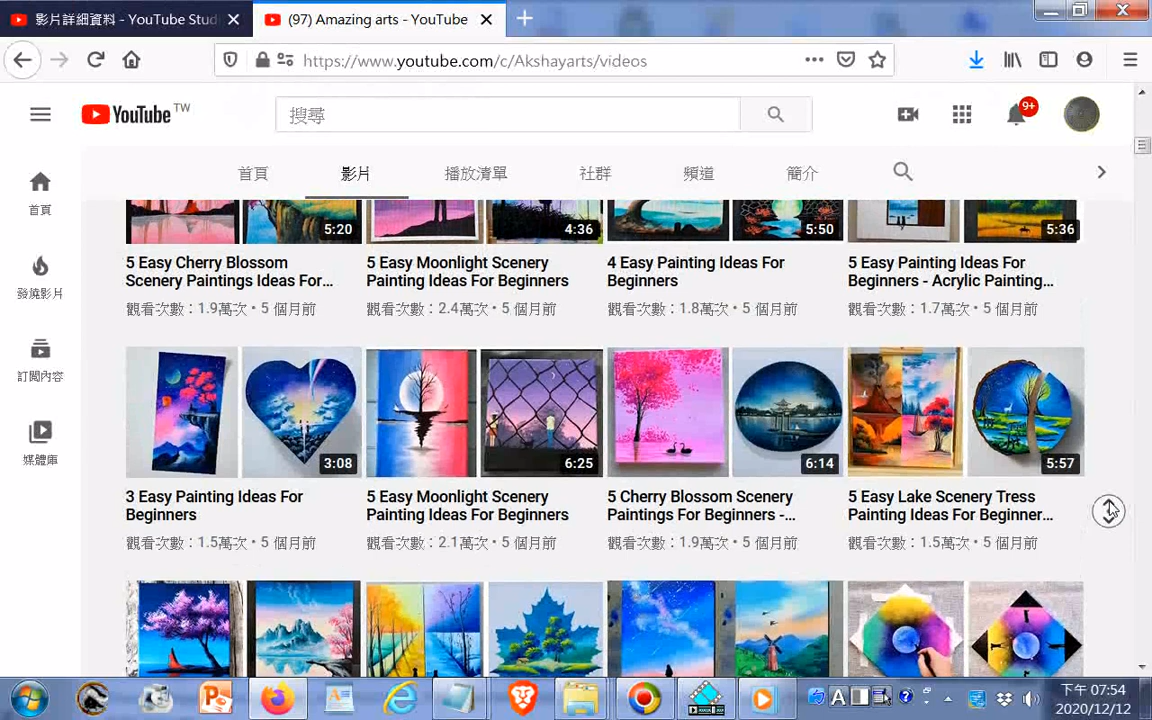 影片詳細資料 - YouTube Stud
(97) Amazing arts - YouTube
https://www.youtube.com/c/Akshayarts/videos
YouTube TW
搜尋
9+
首頁
影片
播放清單
社群
頻道
簡介
首頁
發燒影片
訂閱內容
媒體庫
5:20
4:36
5:50
5:36
5 Easy Cherry Blossom
Scenery Paintings Ideas For...
觀看次數：1.9萬次 • 5 個月前
5 Easy Moonlight Scenery
Painting Ideas For Beginners
觀看次數：2.4萬次 • 5 個月前
4 Easy Painting Ideas For
Beginners
觀看次數：1.8萬次 • 5 個月前
5 Easy Painting Ideas For
Beginners - Acrylic Painting...
觀看次數：1.7萬次 • 5 個月前
3:08
6:25
6:14
5:57
3 Easy Painting Ideas For
Beginners
觀看次數：1.5萬次 • 5 個月前
5 Easy Moonlight Scenery
Painting Ideas For Beginners
觀看次數：2.1萬次 • 5 個月前
5 Cherry Blossom Scenery
Paintings For Beginners -...
觀看次數：1.9萬次 • 5 個月前
5 Easy Lake Scenery Tress
Painting Ideas For Beginner...
觀看次數：1.5萬次 • 5 個月前
下午 07:54
2020/12/12